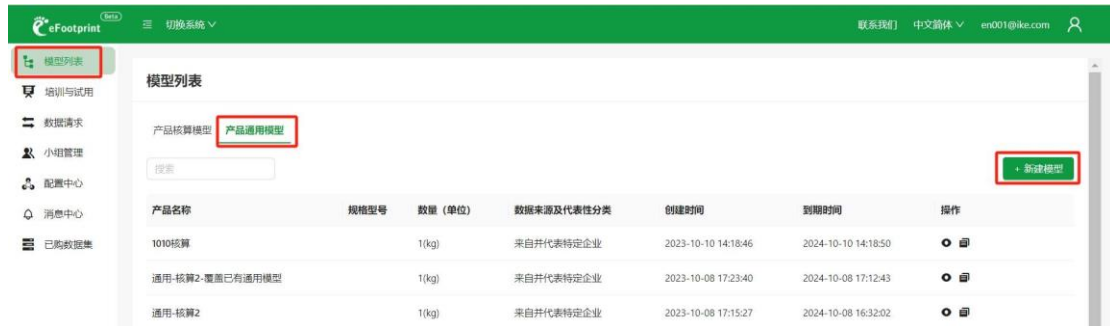 eFootprint (Beta) 切换系统 联系我们 中文简体 en001@ike.com
模型列表
培训与试用
数据请求
小组管理
配置中心
消息中心
已购数据集
模型列表
产品核算模型 产品通用模型
搜索 + 新建模型
产品名称 规格型号 数量（单位） 数据来源及代表性分类 创建时间 到期时间 操作
1010核算 1(kg) 来自并代表特定企业 2023-10-10 14:18:46 2024-10-10 14:18:50
通用-核算2-覆盖已有通用模型 1(kg) 来自并代表特定企业 2023-10-08 17:23:40 2024-10-08 17:12:43
通用-核算2 1(kg) 来自并代表特定企业 2023-10-08 17:15:27 2024-10-08 16:32:02